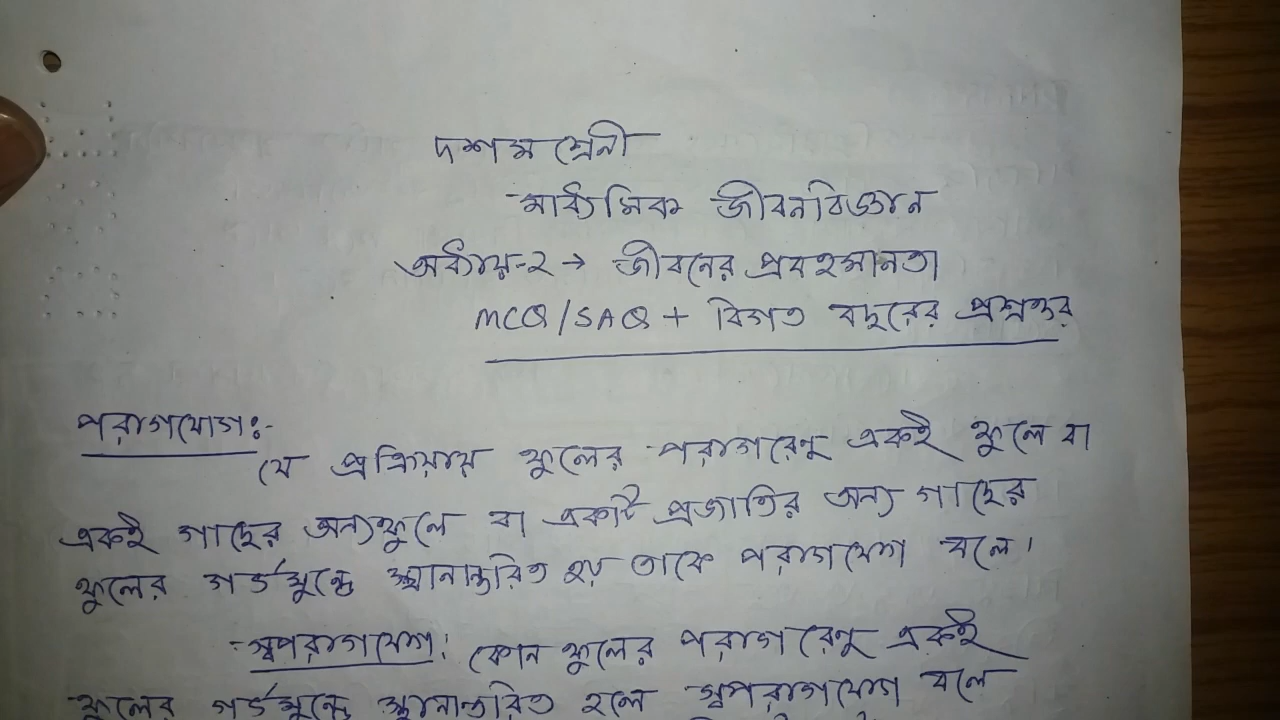 দশম শ্রেনী
মাধ্যমিক জীবনবিজ্ঞান
অধ্যায়-২ → জীবনের প্রবহমানতা
MCQ/SAQ + বিগত বছরের প্রশ্নোত্তর
পরাগযোগঃ-
যে প্রক্রিয়ায় ফুলের পরাগরেণু একই ফুলে বা
একই গাছের অন্যফুলে বা একটি প্রজাতির অন্য গাছের
ফুলের গর্ভমুন্ডে স্থানান্তরিত হয় তাকে পরাগযোগ বলে।
স্বপরাগযোগ: কোন ফুলের পরাগরেণু একই
ফুলের গর্ভমুন্ডে স্থানান্তরিত হলে স্বপরাগযোগ বলে